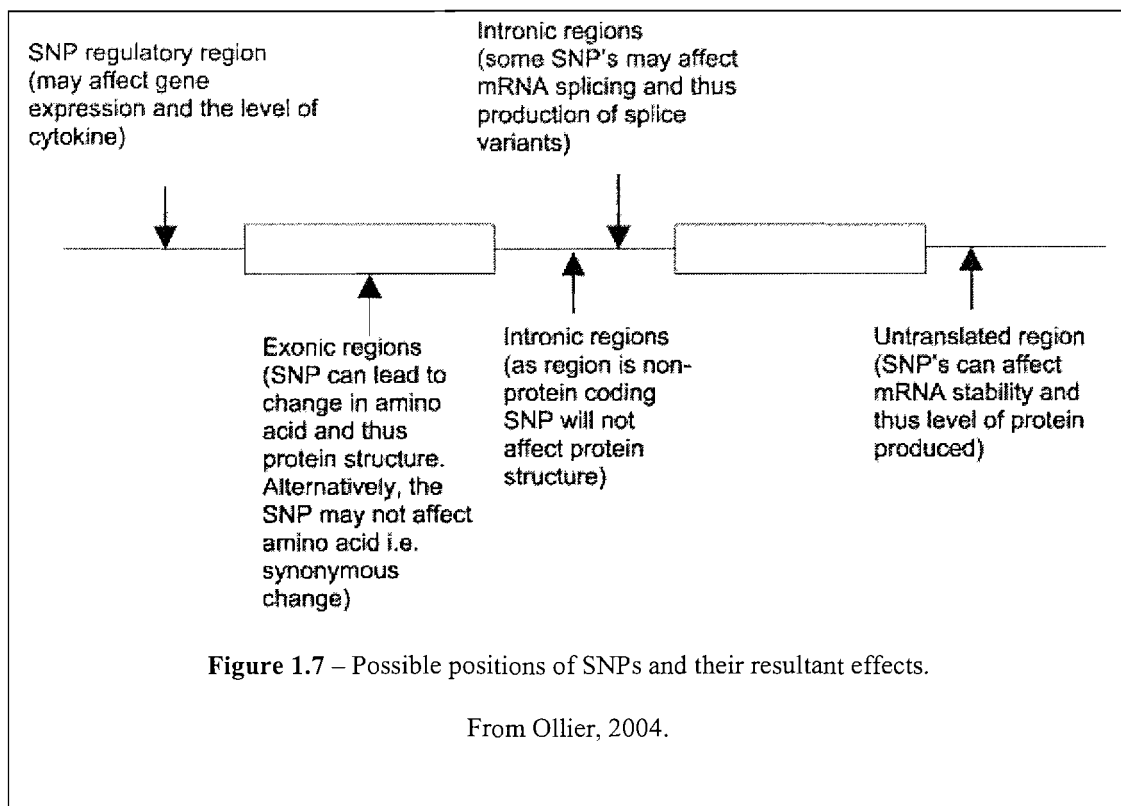 SNP regulatory region
(may affect gene
expression and the level of
cytokine)
Intronic regions
(some SNP's may affect
mRNA splicing and thus
production of splice
variants)
Exonic regions
(SNP can lead to
change in amino
acid and thus
protein structure.
Alternatively, the
SNP may not affect
amino acid i.e.
synonymous
change)
Intronic regions
(as region is non-
protein coding
SNP will not
affect protein
structure)
Untranslated region
(SNP's can affect
mRNA stability and
thus level of protein
produced)
Figure 1.7 – Possible positions of SNPs and their resultant effects.
From Ollier, 2004.